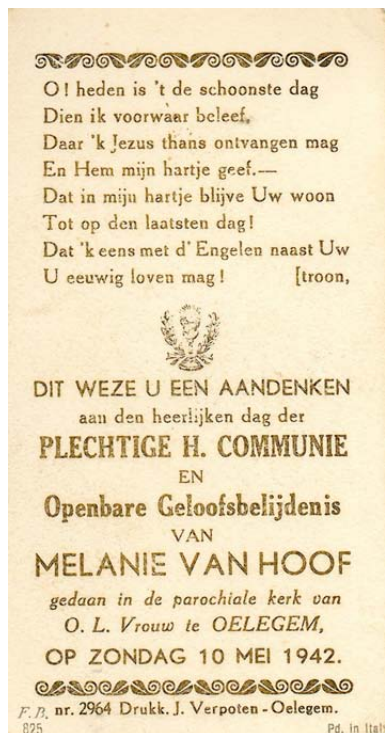 O! heden is 't de schoonste dag
Dien ik voorwaar beleef,
Daar 'k Jezus thans ontvangen mag
En Hem mijn hartje geef.—
Dat in mijn hartje blijve Uw woon
Tot op den laatsten dag!
Dat 'k eens met d' Engelen naast Uw
U eeuwig loven mag! [troon,
DIT WEZE U EEN AANDENKEN
aan den heerlijken dag der
PLECHTIGE H. COMMUNIE
EN
Openbare Geloofsbelijdenis
VAN
MELANIE VAN HOOF
gedaan in de parochiale kerk van
O. L. Vrouw te OELEGEM,
OP ZONDAG 10 MEI 1942.
F.B. nr. 2964 Drukk. J. Verpoten - Oelegem.
825 Pd. in Italy